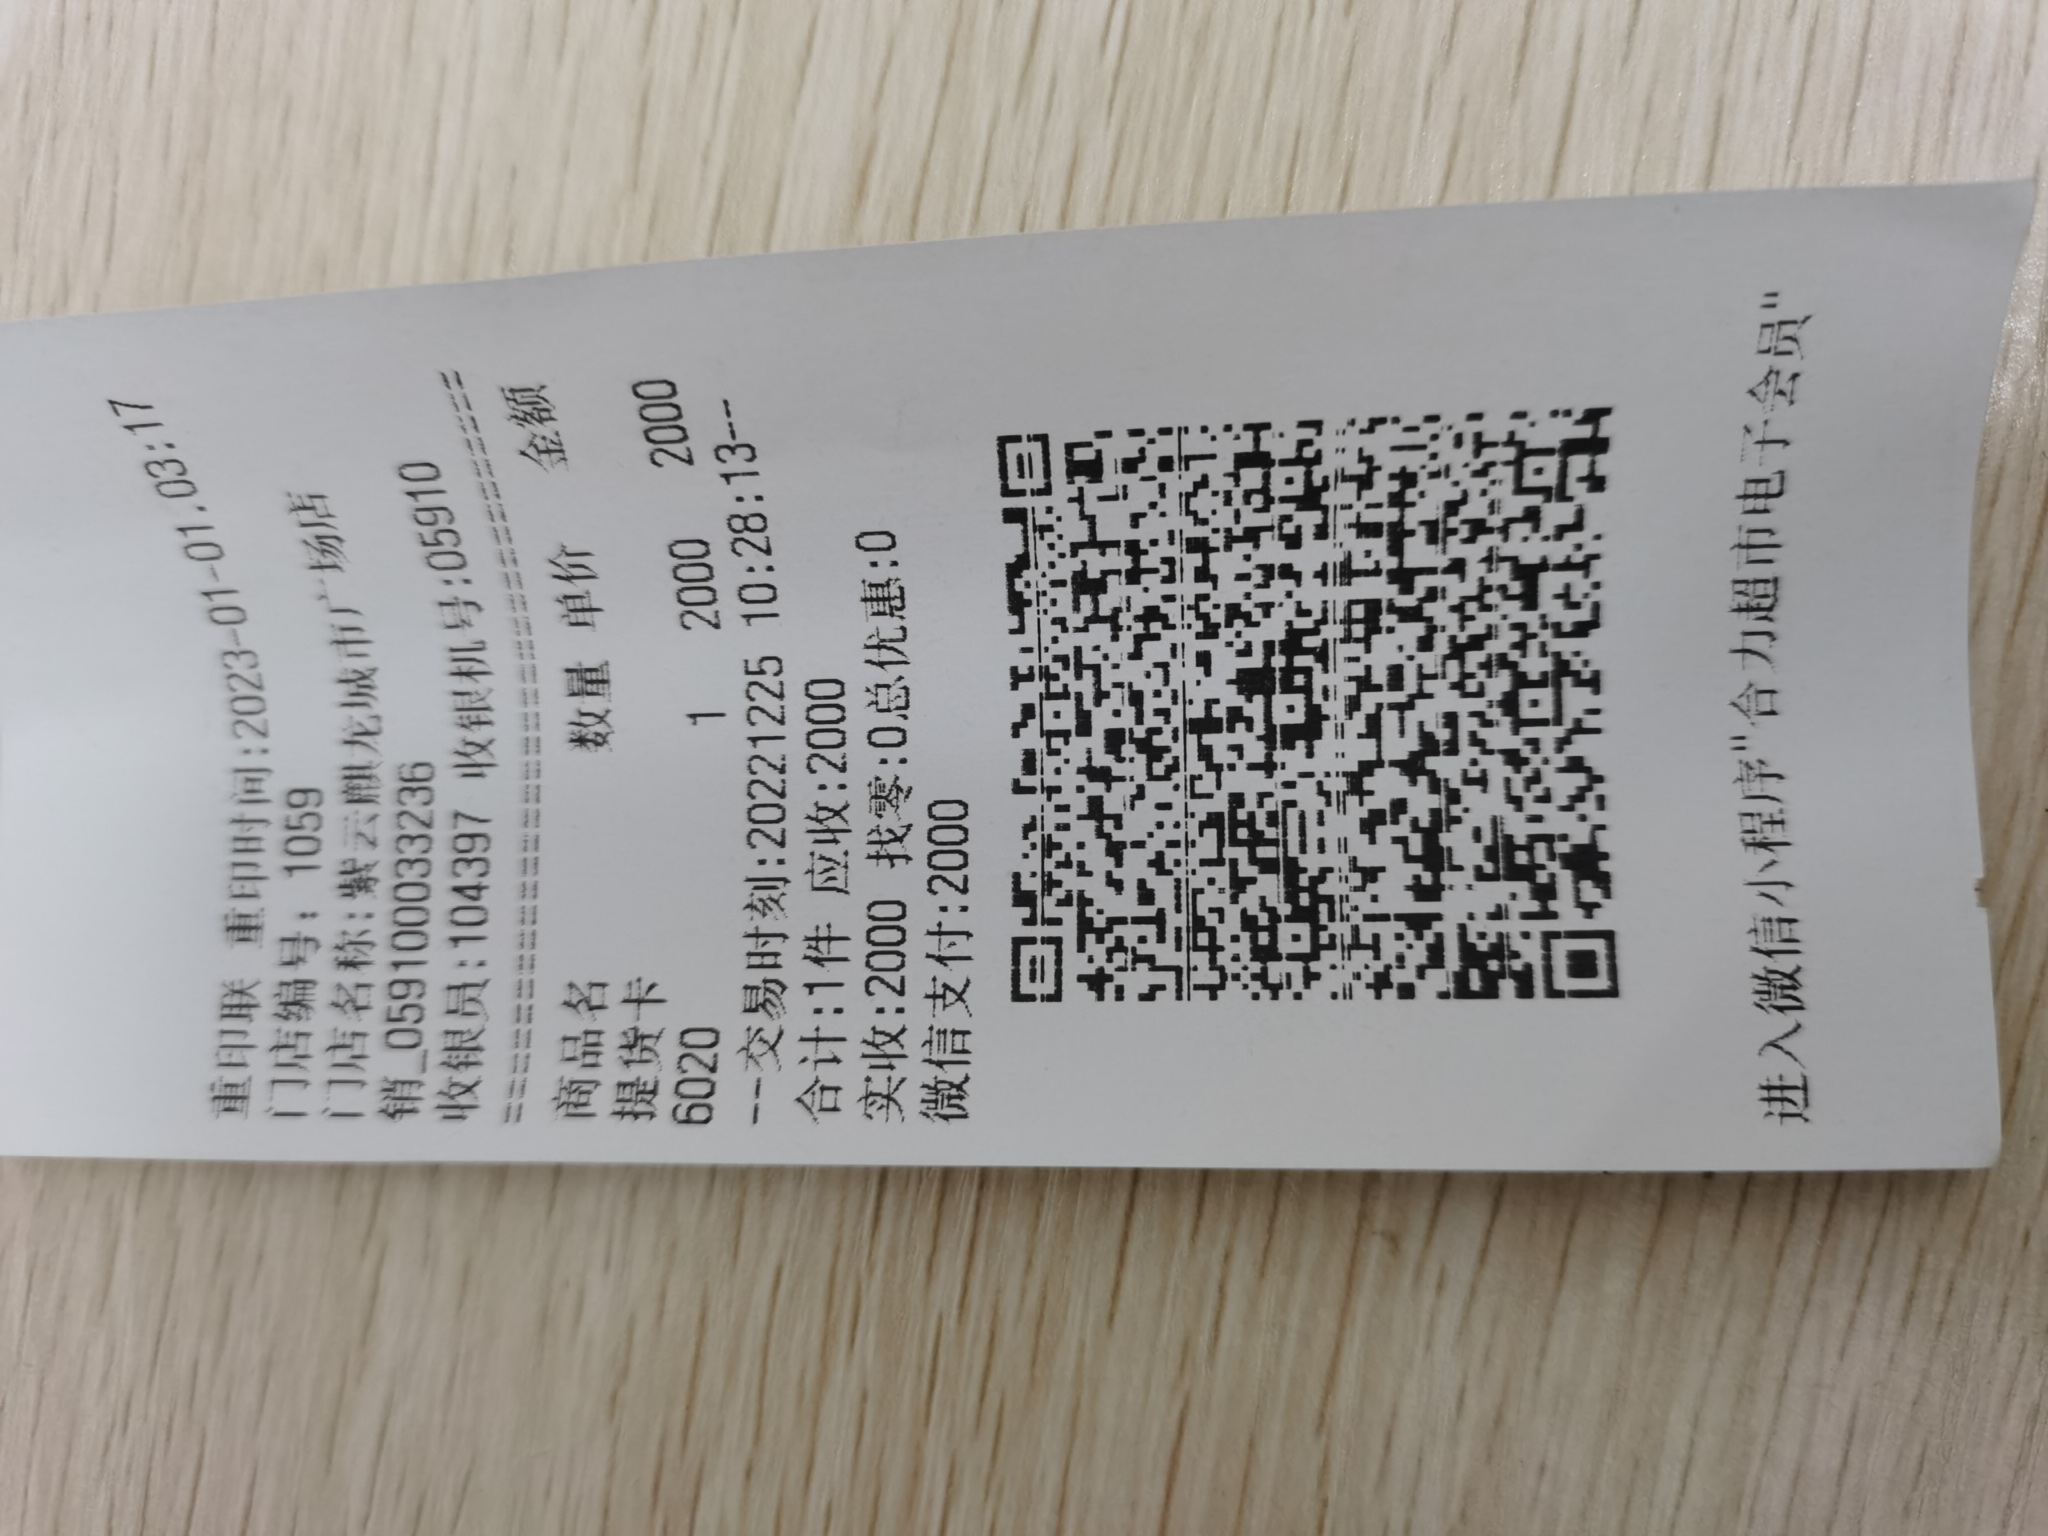 重印联 重印时间:2023-01-01.03:17
门店编号: 1059
门店名称:紫云麒龙城市广场店
销_0591000033236
收银员:104397 收银机号:05910
==========================================
商品名 数量 单价 金额
提货卡
6020 1 2000 2000 2000
---交易时刻:20221225 10:28:13---
合计:1件 应收:2000
实收:2000 找零:0总优惠:0
微信支付:2000
进入微信小程序"合力超市电子会员"